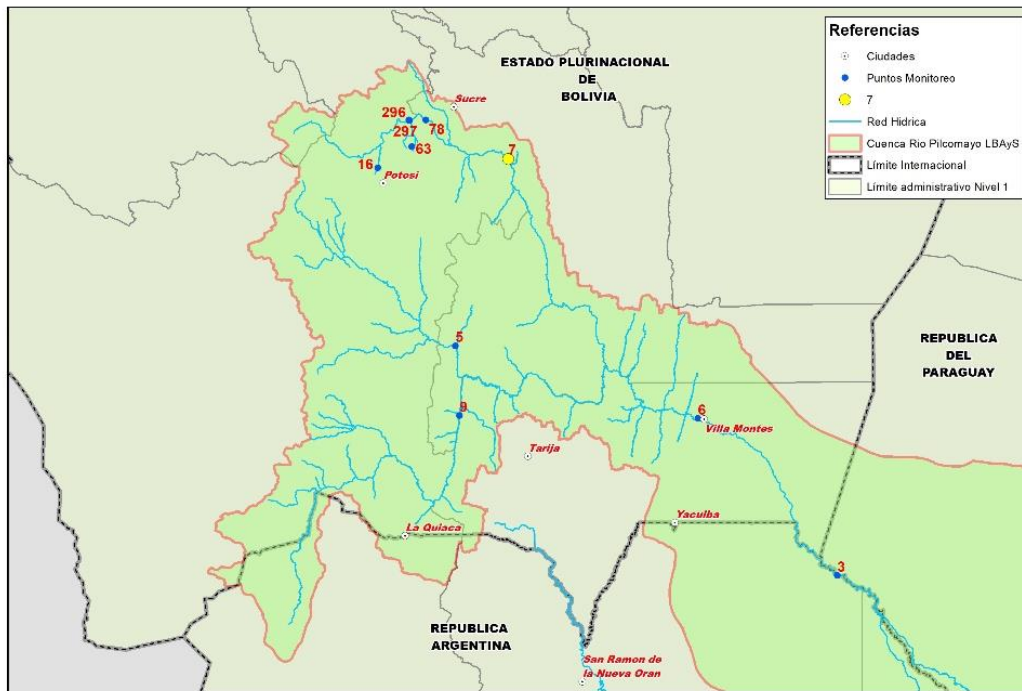 Referencias
Ciudades
Puntos Monitoreo
7
Red Hidrica
Cuenca Rio Pilcomayo LBAyS
Límite Internacional
Límite administrativo Nivel 1
ESTADO PLURINACIONAL
DE
BOLIVIA
Sucre
296
297
78
63
7
16
Potosi
REPUBLICA
DEL
PARAGUAY
5
9
6
Villa Montes
Tarija
Yacuiba
La Quiaca
3
REPUBLICA
ARGENTINA
San Ramon de
la Nueva Oran